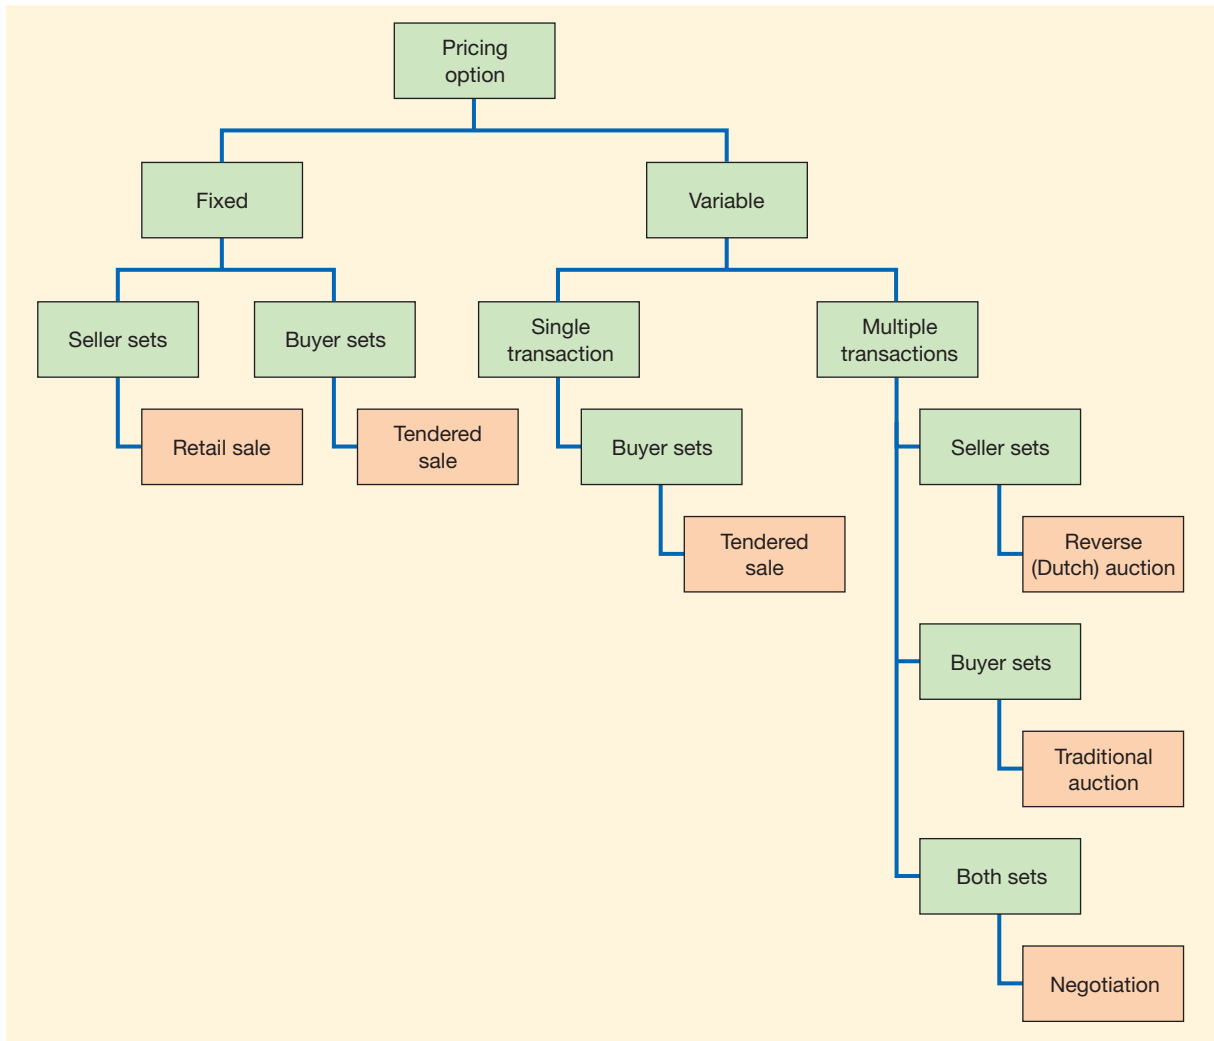 Pricing
option
Fixed
Variable
Seller sets
Buyer sets
Single
transaction
Multiple
transactions
Retail sale
Tendered
sale
Buyer sets
Seller sets
Tendered
sale
Reverse
(Dutch) auction
Buyer sets
Traditional
auction
Both sets
Negotiation